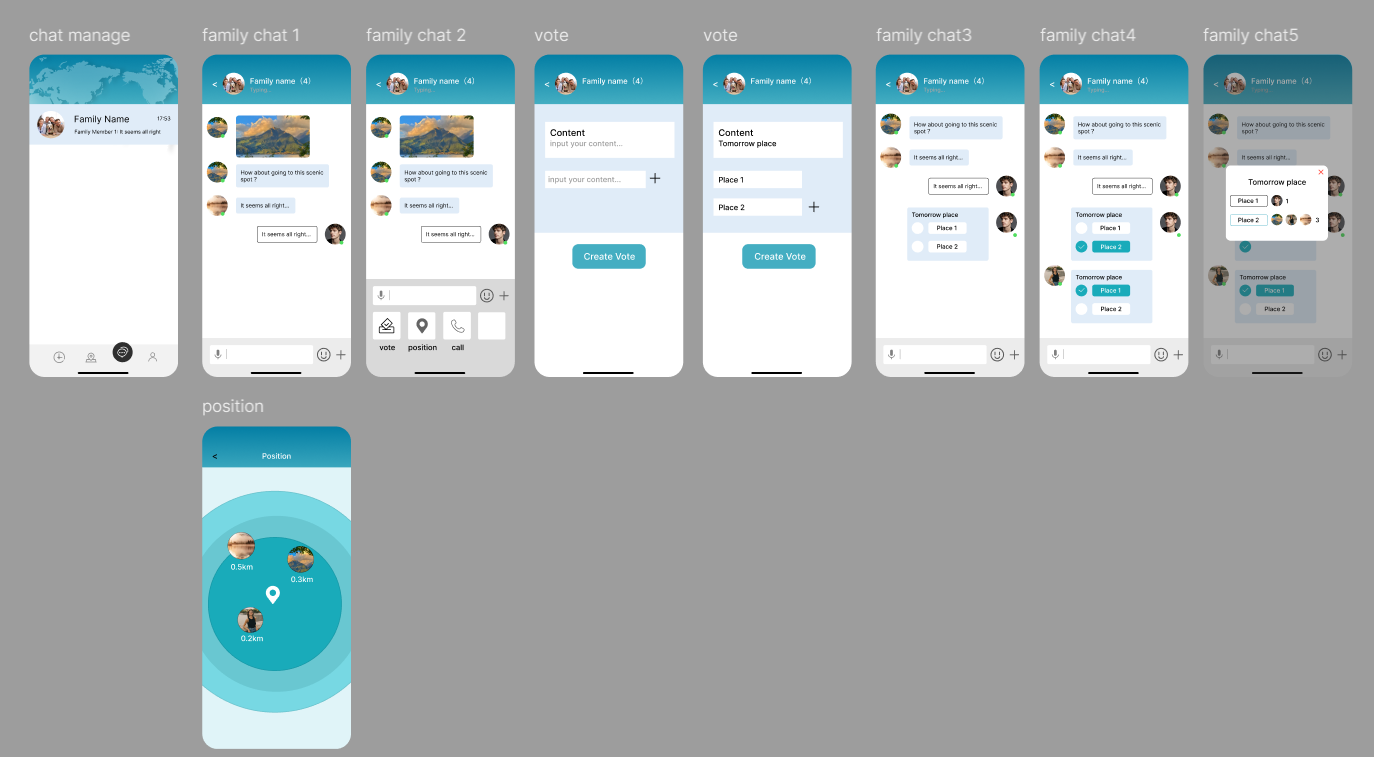 chat manage
Family Name
17:53
Family Member 1: It seems all right
family chat 1
<
Family name（4）
Typing...
How about going to this scenic
spot ?
It seems all right...
It seems all right...
family chat 2
<
Family name（4）
Typing...
How about going to this scenic
spot ?
It seems all right...
It seems all right...
vote
position
call
vote
<
Family name（4）
Content
input your content...
input your content...
Create Vote
vote
<
Family name（4）
Content
Tomorrow place
Place 1
Place 2
Create Vote
family chat3
<
Family name（4）
Typing...
How about going to this scenic
spot ?
It seems all right...
It seems all right...
Tomorrow place
Place 1
Place 2
family chat4
<
Family name（4）
Typing...
How about going to this scenic
spot ?
It seems all right...
It seems all right...
Tomorrow place
Place 1
Place 2
Tomorrow place
Place 1
Place 2
family chat5
<
Family name（4）
Typing...
How about going to this scenic
spot ?
It seems all right...
Tomorrow place
Place 1
1
Place 2
3
Tomorrow place
Place 1
Place 2
position
<
Position
0.5km
0.3km
0.2km